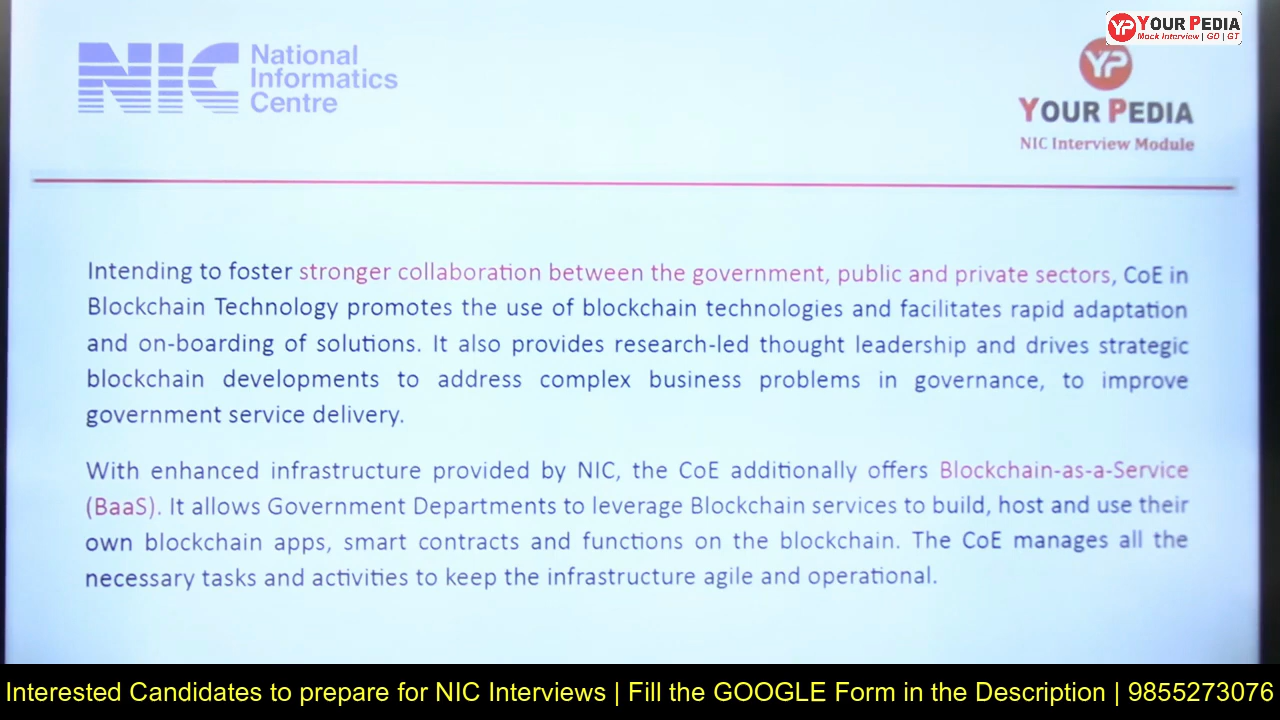 YP YOUR PEDIA
Mock Interview | GD | GT
NIC National
Informatics
Centre
YP
YOUR PEDIA
NIC Interview Module
Intending to foster stronger collaboration between the government, public and private sectors, CoE in
Blockchain Technology promotes the use of blockchain technologies and facilitates rapid adaptation
and on-boarding of solutions. It also provides research-led thought leadership and drives strategic
blockchain developments to address complex business problems in governance, to improve
government service delivery.
With enhanced infrastructure provided by NIC, the CoE additionally offers Blockchain-as-a-Service
(BaaS). It allows Government Departments to leverage Blockchain services to build, host and use their
own blockchain apps, smart contracts and functions on the blockchain. The CoE manages all the
necessary tasks and activities to keep the infrastructure agile and operational.
Interested Candidates to prepare for NIC Interviews | Fill the GOOGLE Form in the Description | 9855273076